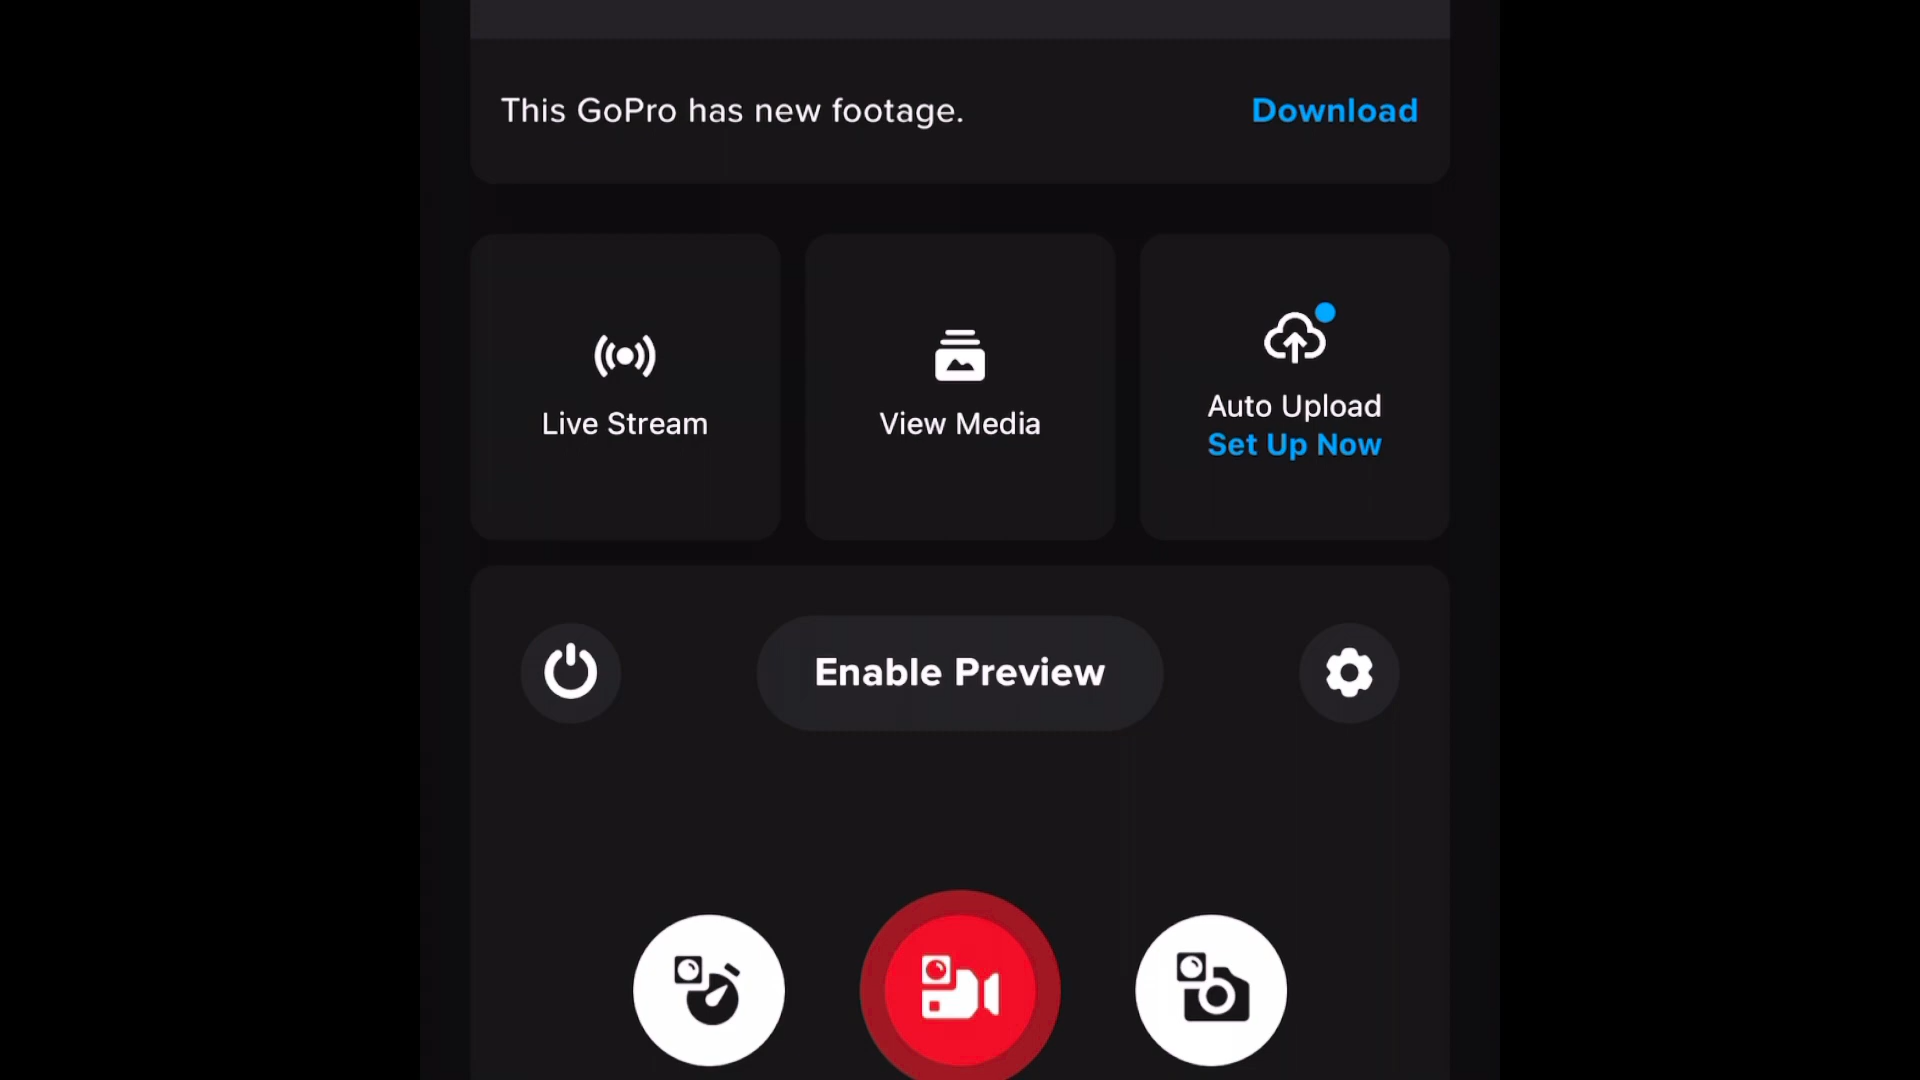 This GoPro has new footage.
Download
Live Stream
View Media
Auto Upload
Set Up Now
Enable Preview